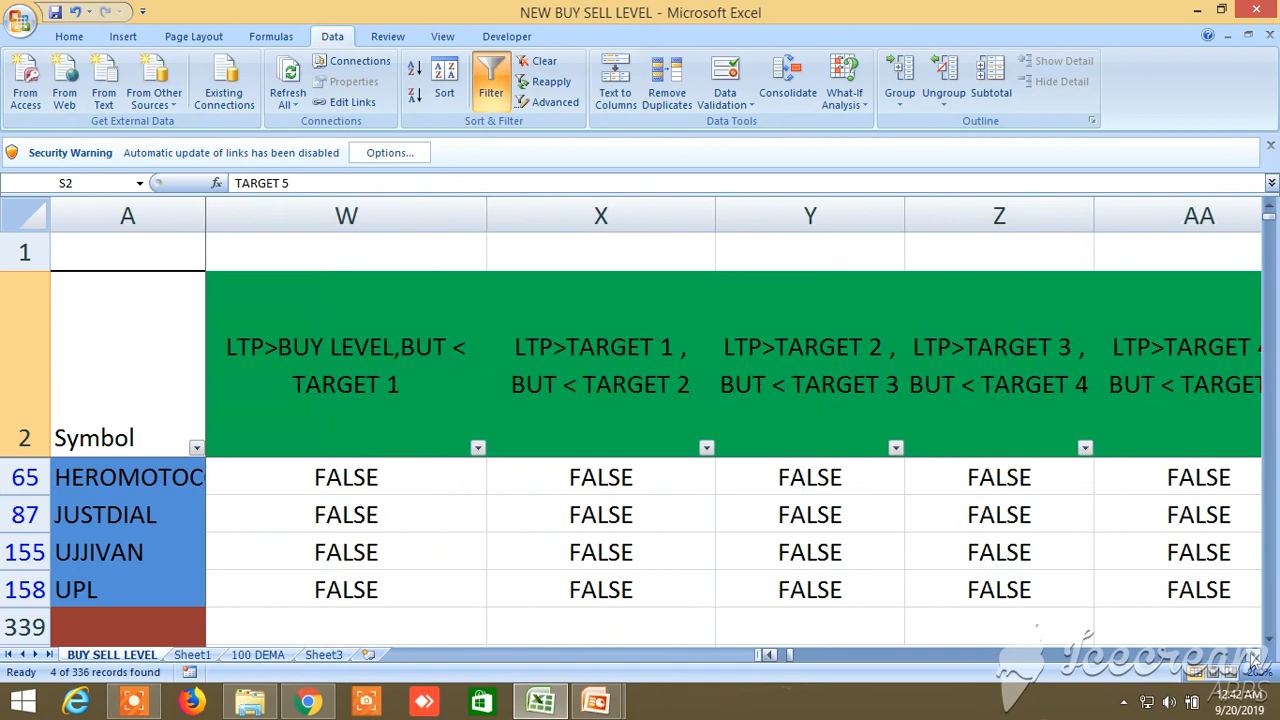 NEW BUY SELL LEVEL - Microsoft Excel
Home Insert Page Layout Formulas Data Review View Developer
From Access
From Web
From Text
From Other Sources
Existing Connections
Get External Data
Refresh All
Connections
Properties
Edit Links
Connections
Sort
Filter
Clear
Reapply
Advanced
Sort & Filter
Text to Columns
Remove Duplicates
Data Validation
Consolidate
What-If Analysis
Data Tools
Group
Ungroup
Subtotal
Show Detail
Hide Detail
Outline
Security Warning Automatic update of links has been disabled Options...
S2 fx TARGET 5
A W X Y Z AA
1
2 Symbol
LTP>BUY LEVEL,BUT <
TARGET 1
LTP>TARGET 1 ,
BUT < TARGET 2
LTP>TARGET 2 ,
BUT < TARGET 3
LTP>TARGET 3 ,
BUT < TARGET 4
LTP>TARGET
BUT < TARGET
65 HEROMOTOC FALSE FALSE FALSE FALSE FALSE
87 JUSTDIAL FALSE FALSE FALSE FALSE FALSE
155 UJJIVAN FALSE FALSE FALSE FALSE FALSE
158 UPL FALSE FALSE FALSE FALSE FALSE
339
BUY SELL LEVEL Sheet1 100 DEMA Sheet3
Ready 4 of 336 records found
Icecream
APPS
12:42 AM
9/20/2019